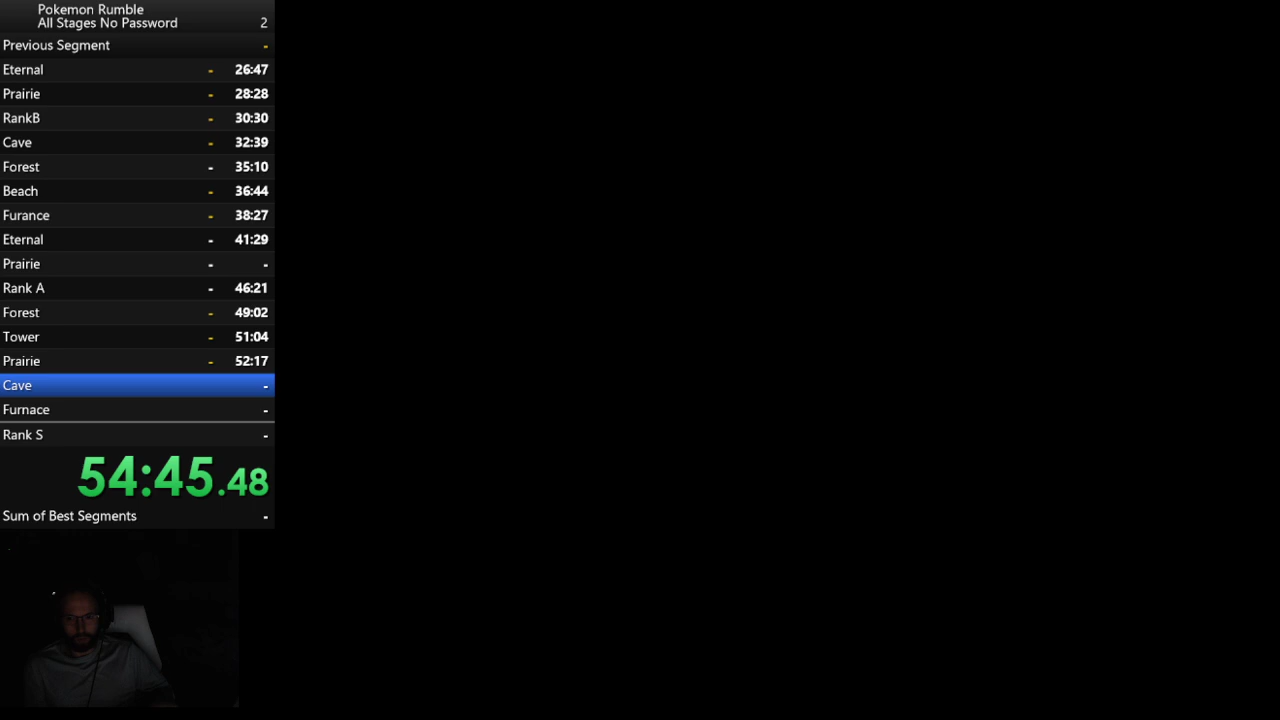 Pokemon Rumble
All Stages No Password 2
Previous Segment -
Eternal - 26:47
Prairie - 28:28
RankB - 30:30
Cave - 32:39
Forest - 35:10
Beach - 36:44
Furance - 38:27
Eternal - 41:29
Prairie - -
Rank A - 46:21
Forest - 49:02
Tower - 51:04
Prairie - 52:17
Cave -
Furnace -
Rank S -
54:45.48
Sum of Best Segments -